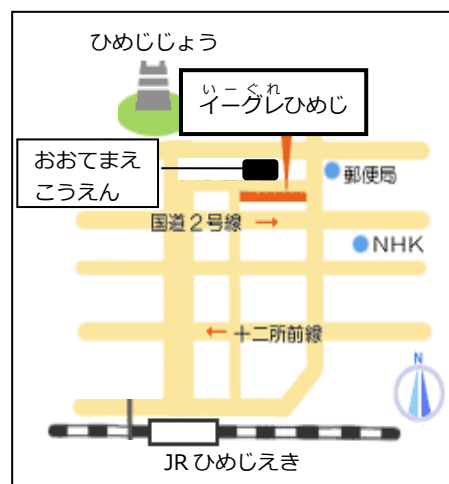 ひめじじょう
いーぐれ
イーグレひめじ
おおてまえ
こうえん
郵便局
国道２号線 →
NHK
← 十二所前線
N
JR ひめじえき